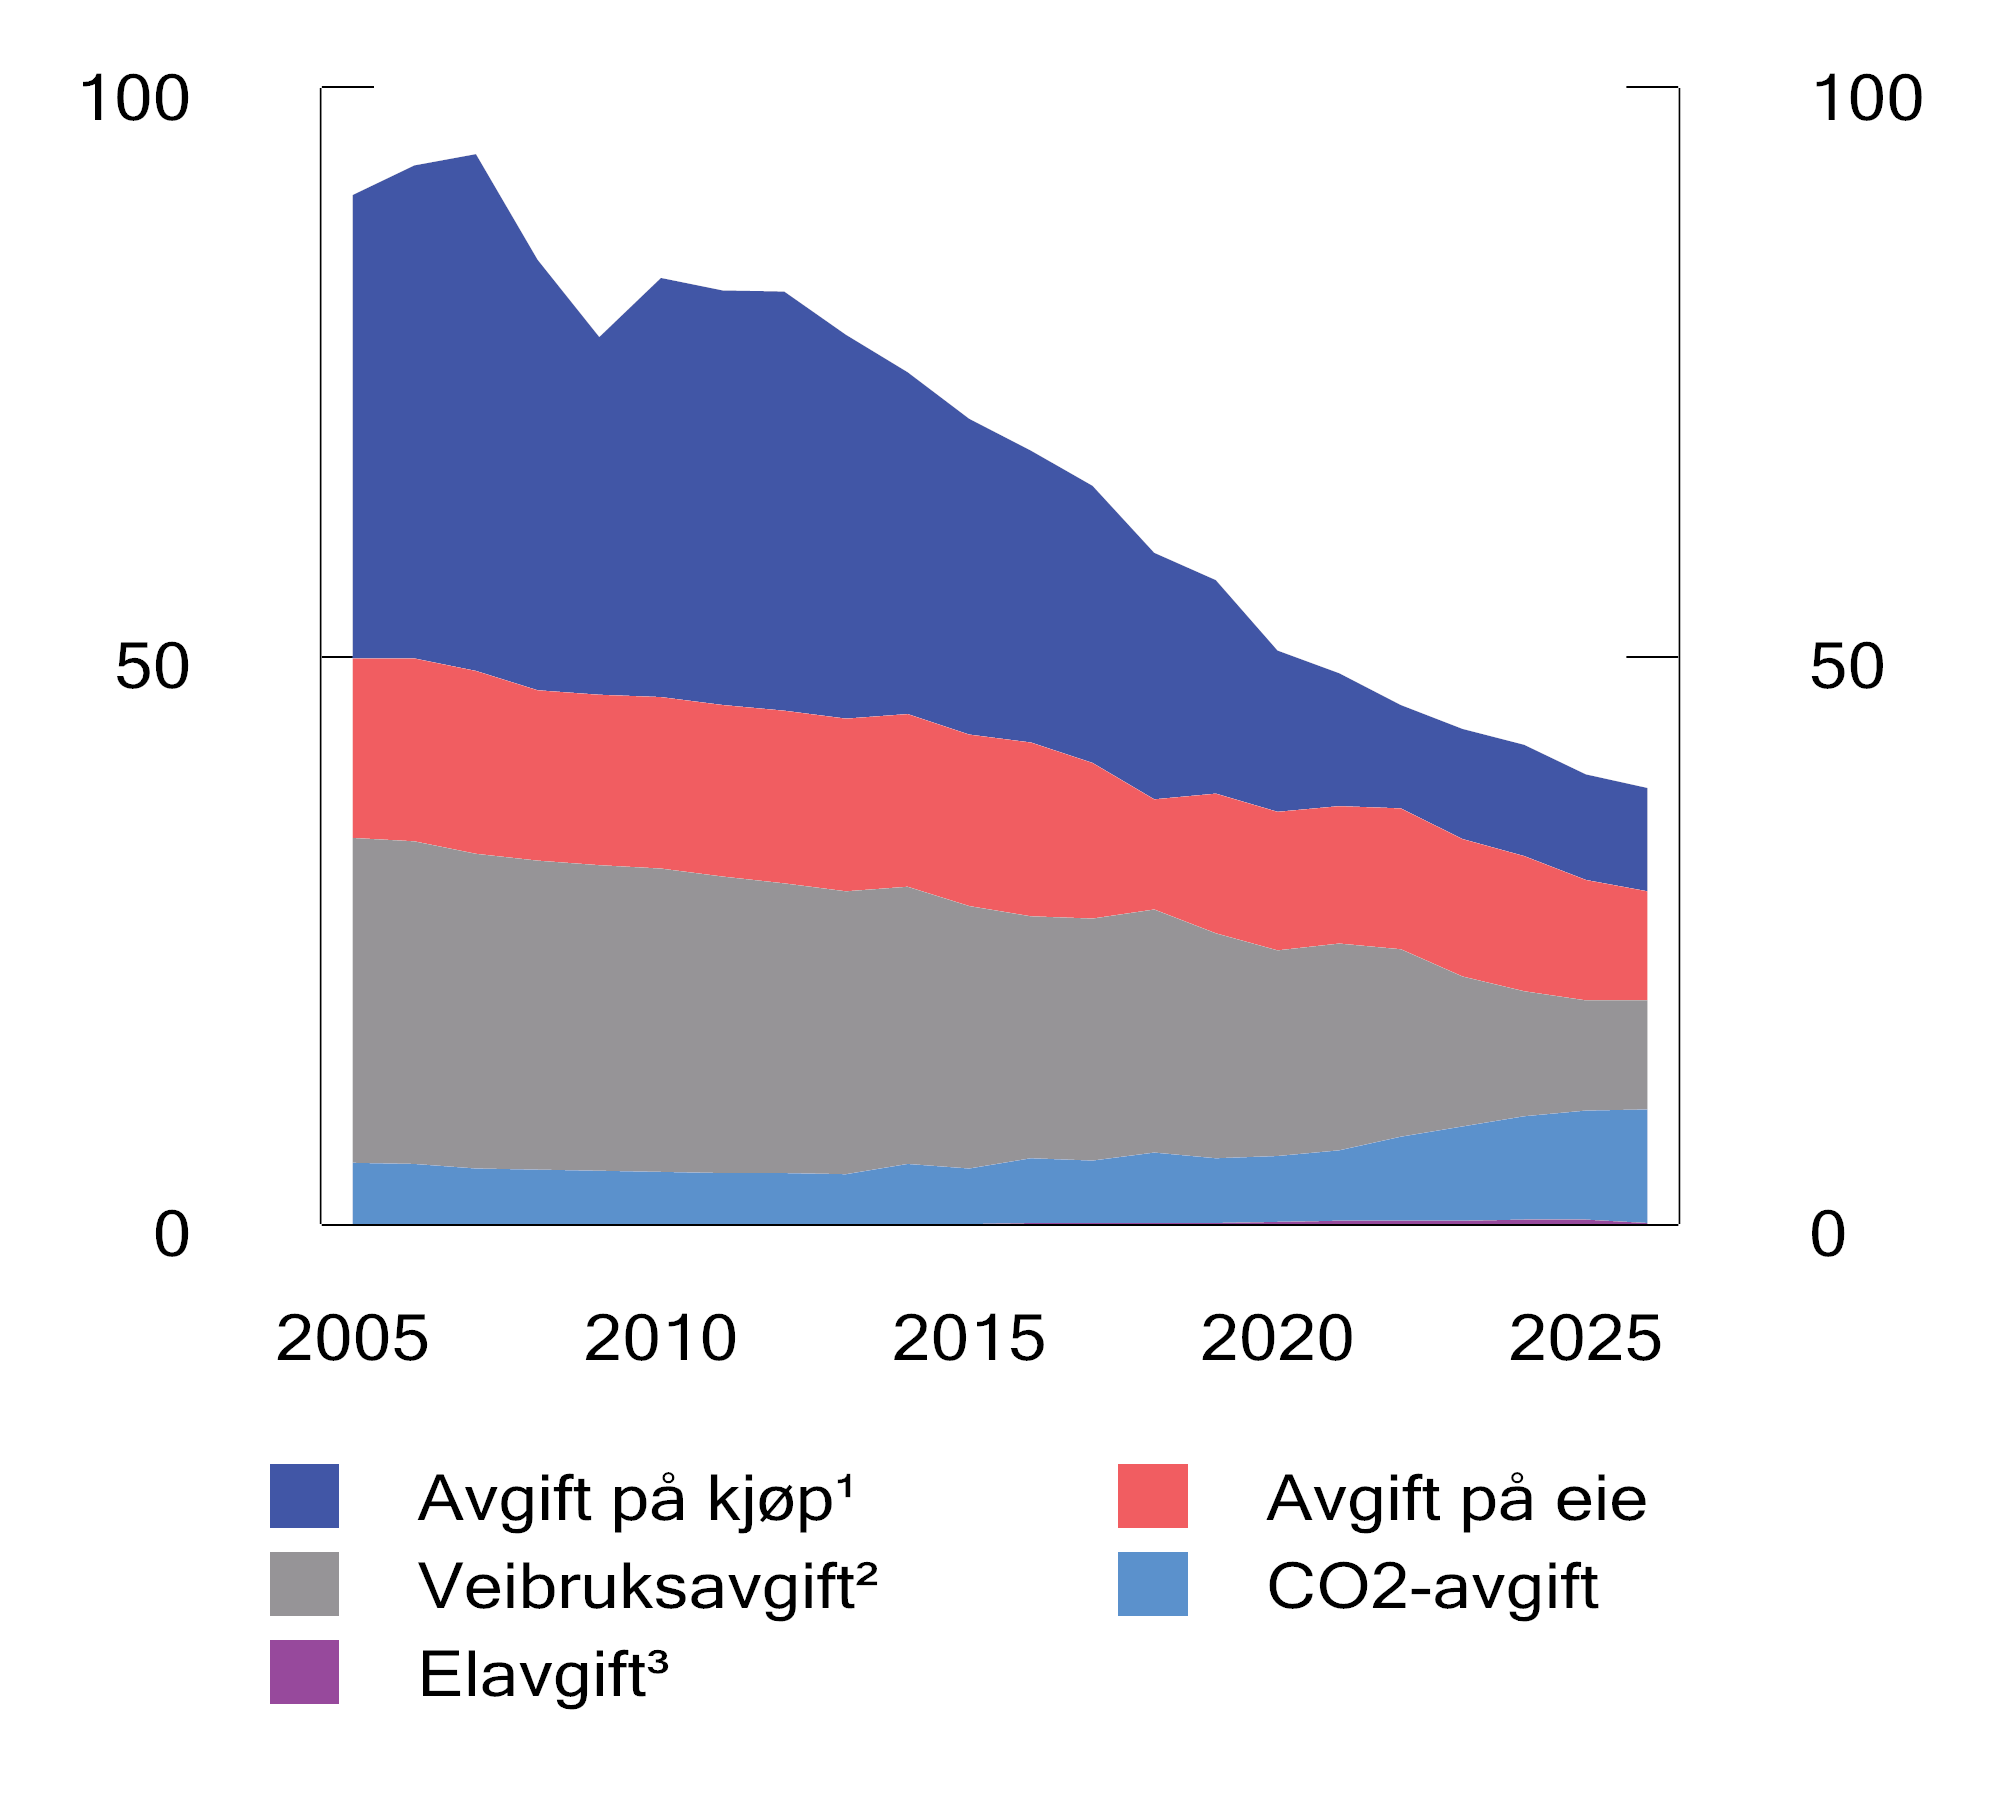 100 100
50 50
0 0
2005 2010 2015 2020 2025
Avgift på kjøp¹ Avgift på eie
Veibruksavgift² CO2-avgift
Elavgift³